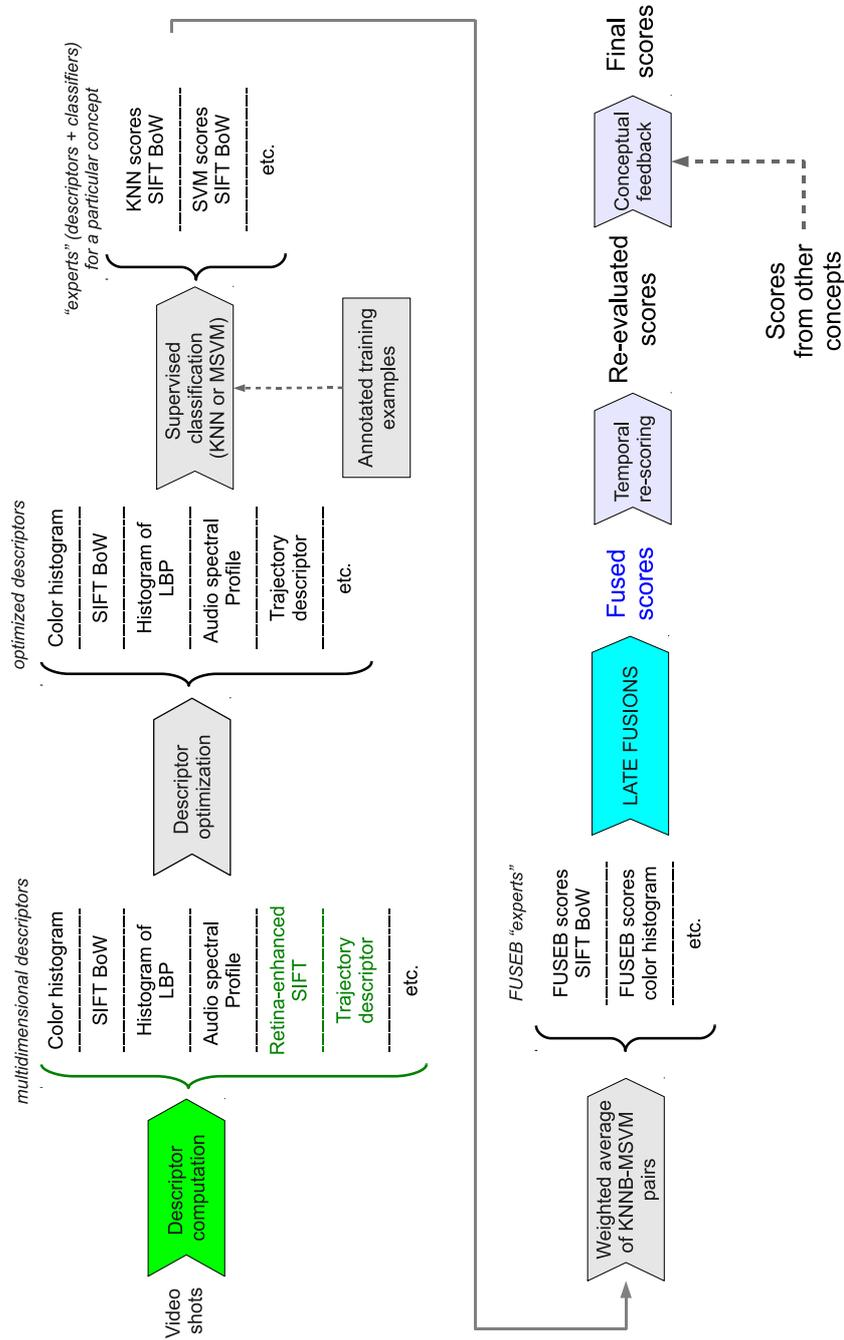 Video
shots
Descriptor
computation
multidimensional descriptors
Color histogram
SIFT BoW
Histogram of
LBP
Audio spectral
Profile
Retina-enhanced
SIFT
Trajectory
descriptor
etc.
Descriptor
optimization
optimized descriptors
Color histogram
SIFT BoW
Histogram of
LBP
Audio spectral
Profile
Trajectory
descriptor
etc.
Supervised
classification
(KNN or MSVM)
Annotated training
examples
"experts” (descriptors + classifiers)
for a particular concept
KNN scores
SIFT BoW
SVM scores
SIFT BoW
etc.
Weighted average
of KNNB-MSVM
pairs
FUSEB “experts”
FUSEB scores
SIFT BoW
FUSEB scores
color histogram
etc.
LATE FUSIONS
Fused
scores
Temporal
re-scoring
Re-evaluated
scores
Conceptual
feedback
Scores
from other
concepts
Final
scores